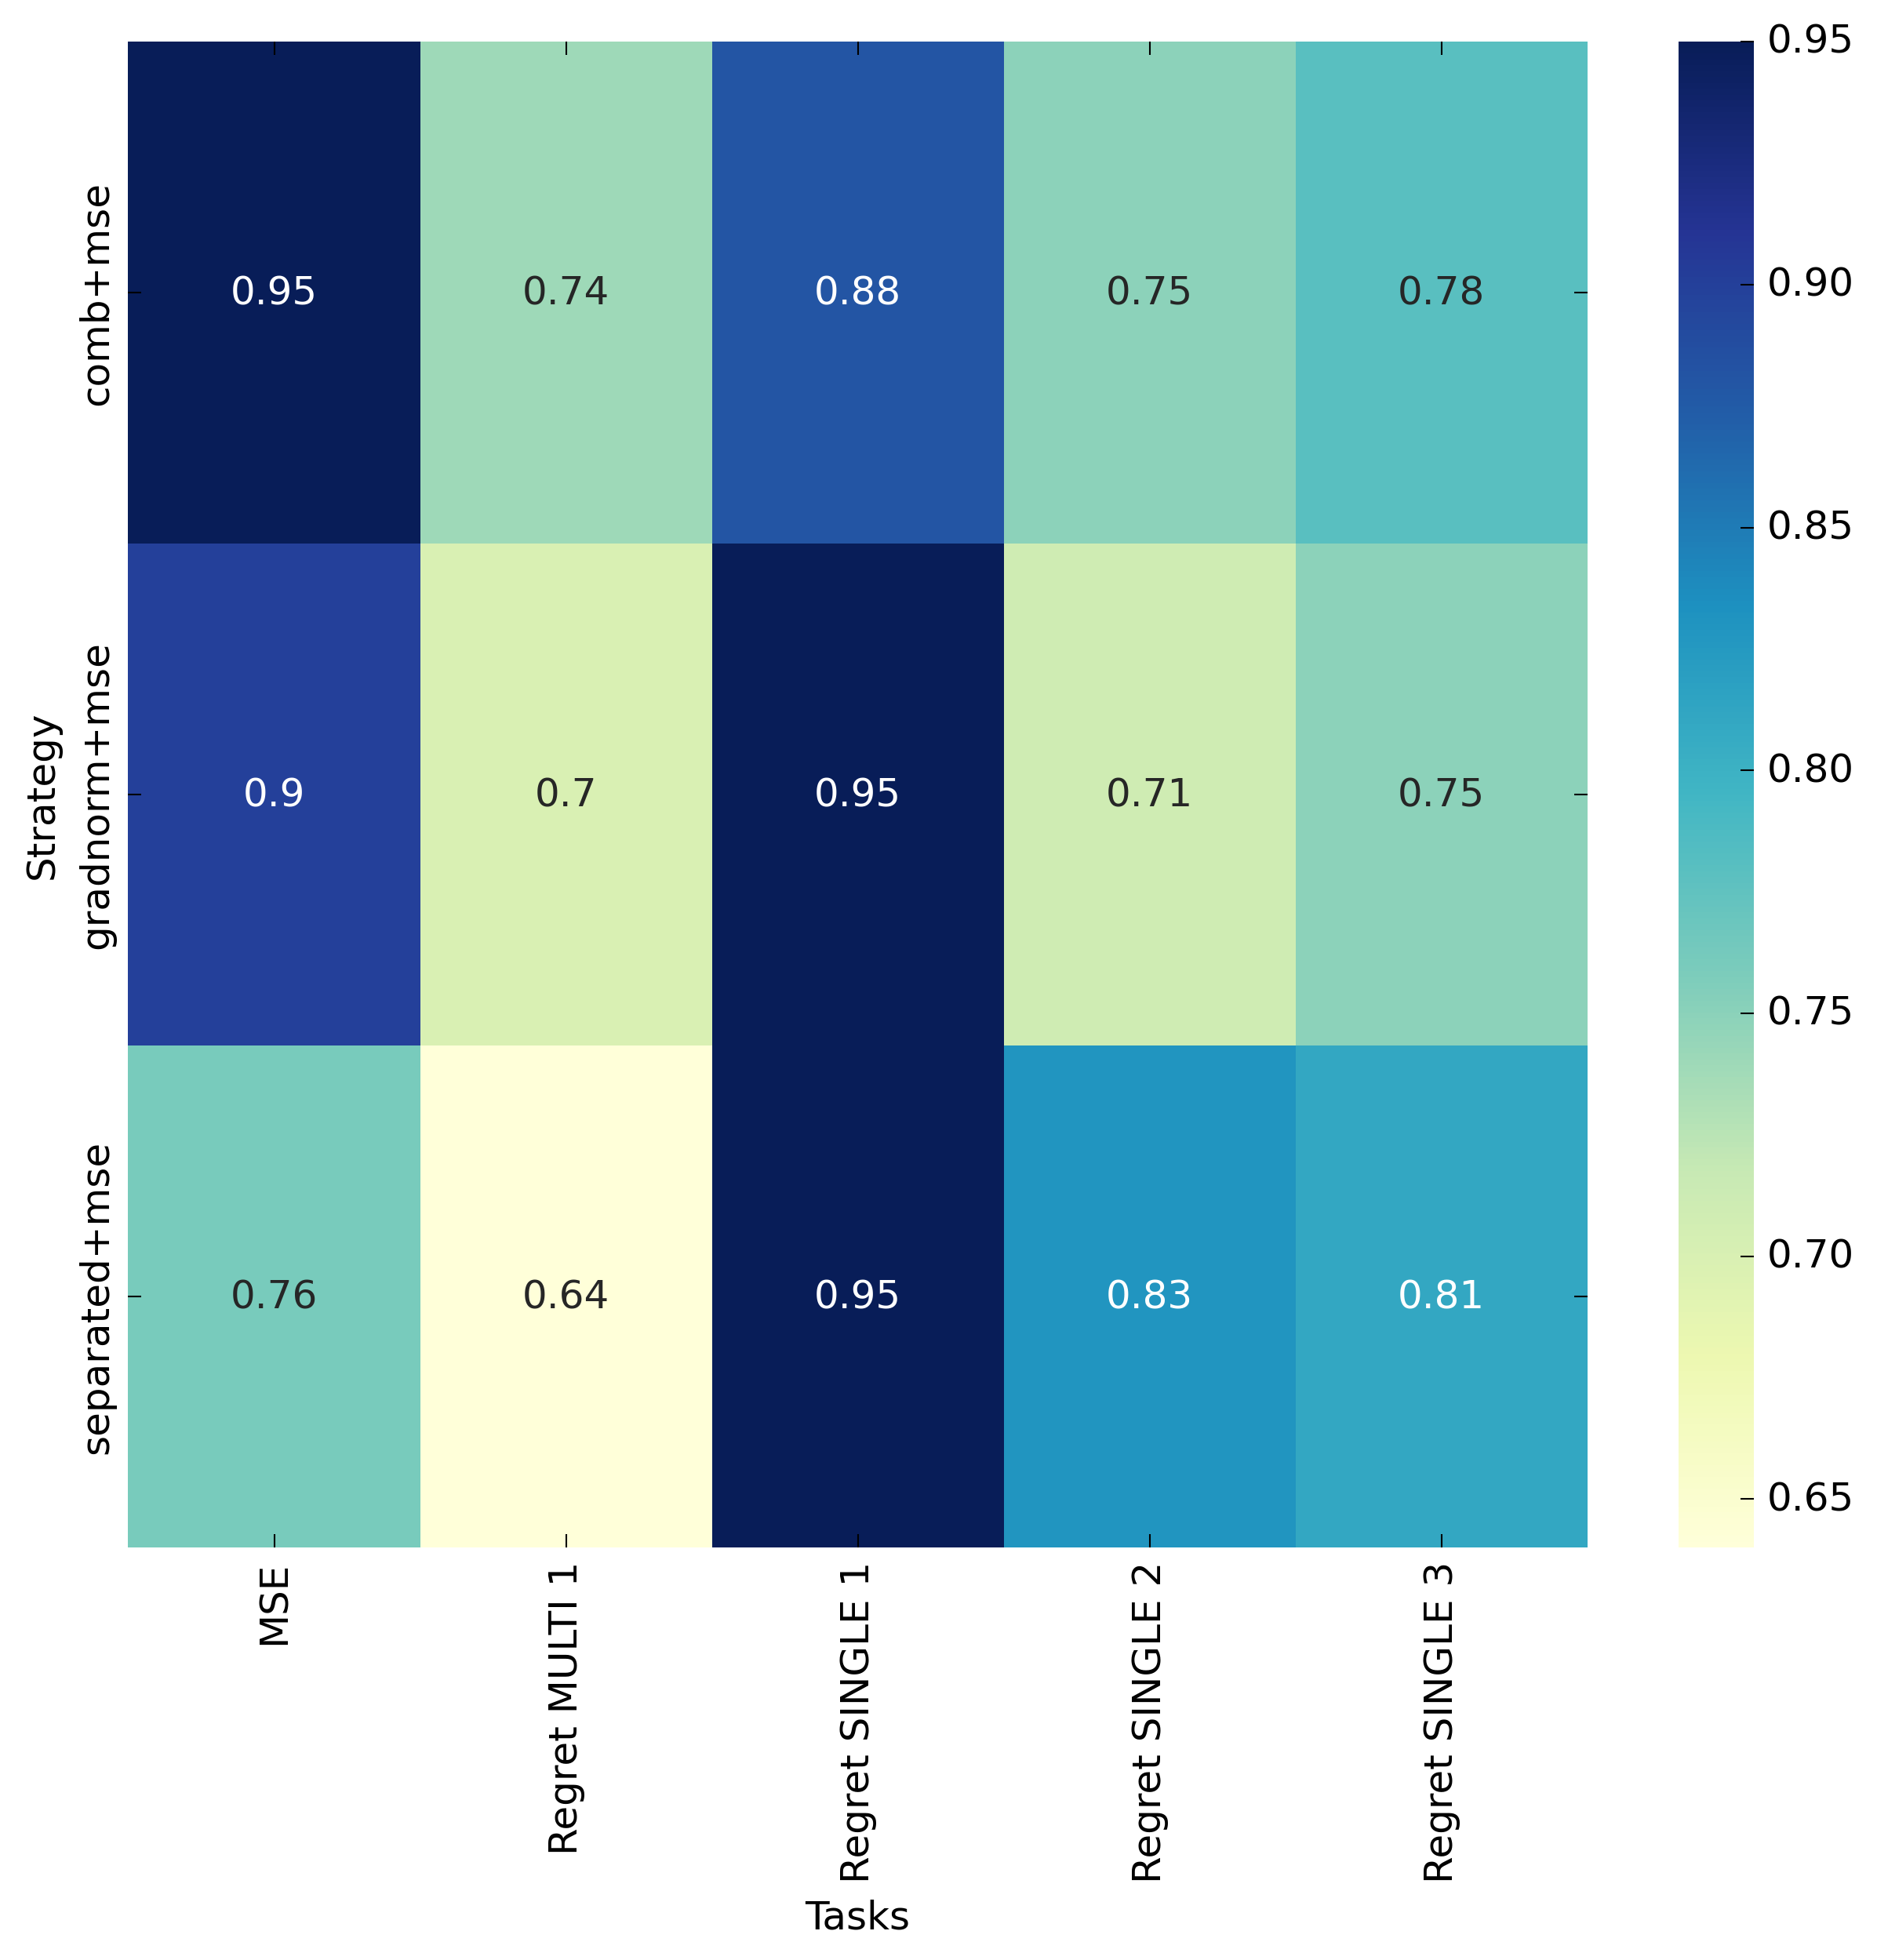 Strategy
comb+mse
0.95 0.74 0.88 0.75 0.78
gradnorm+mse
0.9 0.7 0.95 0.71 0.75
separated+mse
0.76 0.64 0.95 0.83 0.81
MSE
Regret MULTI 1
Regret SINGLE 1
Regret SINGLE 2
Regret SINGLE 3
Tasks
0.95
0.90
0.85
0.80
0.75
0.70
0.65